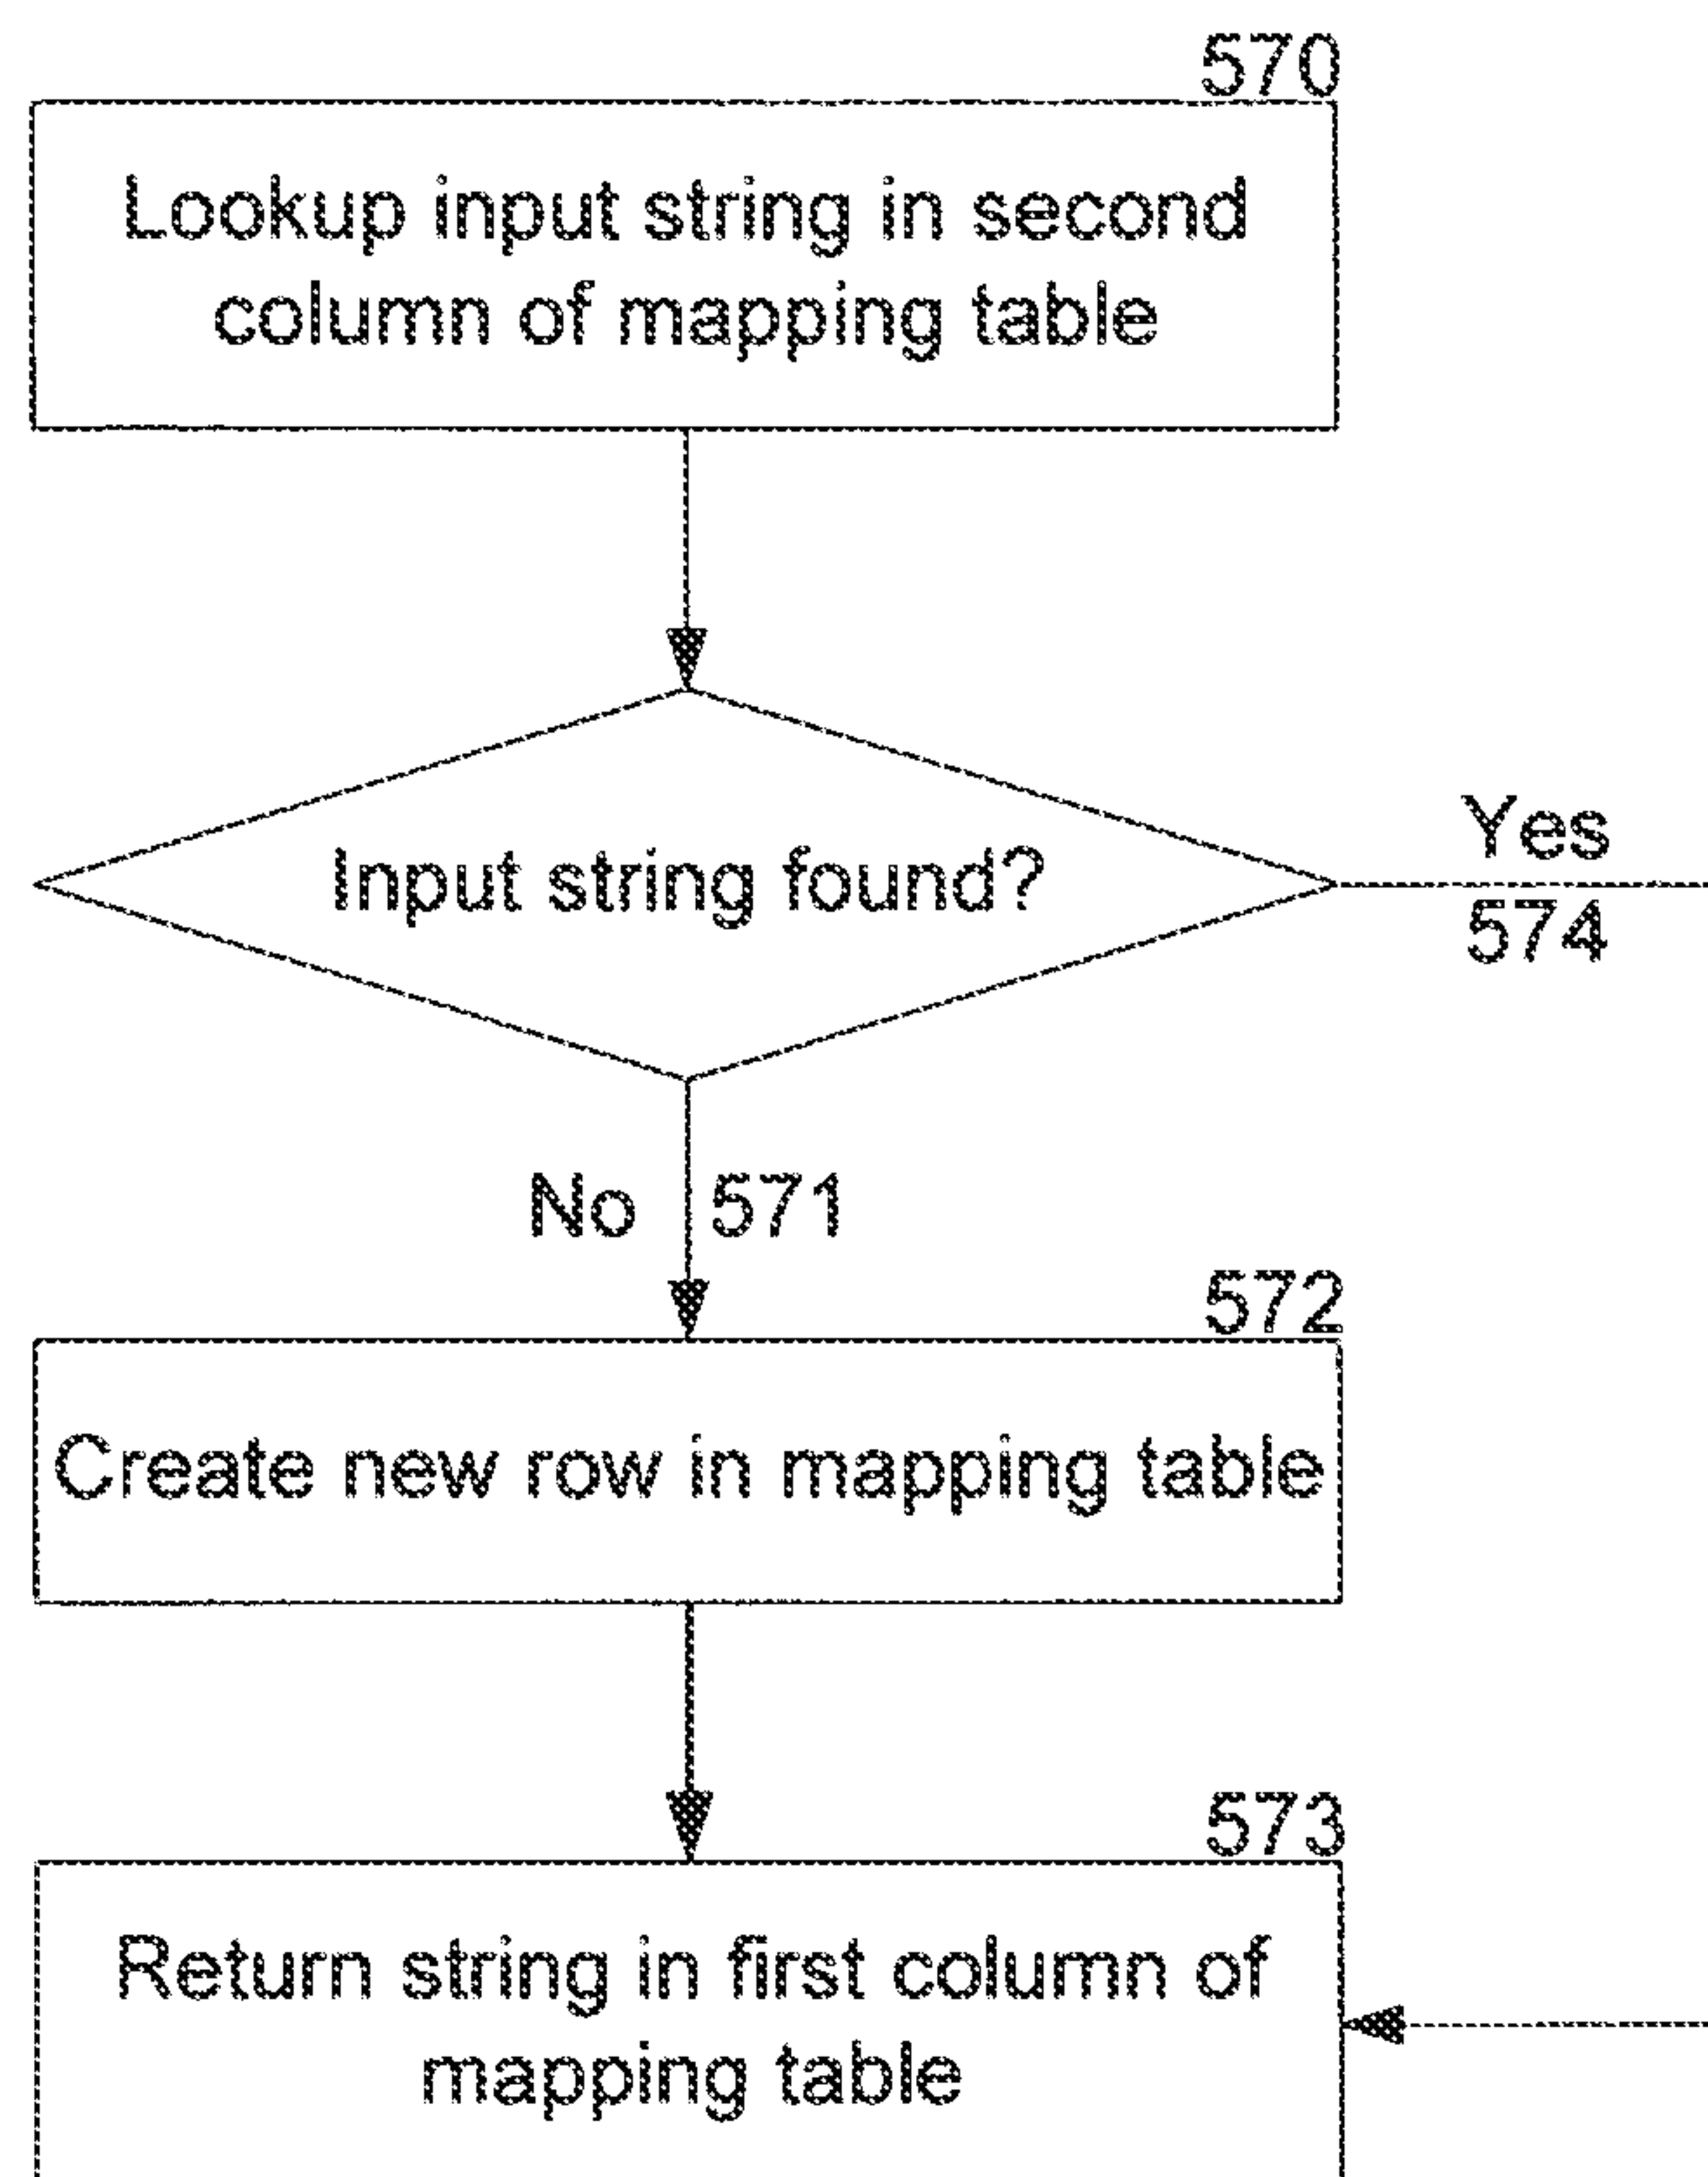 570
Lookup input string in second
column of mapping table
Input string found?
Yes
574
No 571
572
Create new row in mapping table
573
Return string in first column of
mapping table